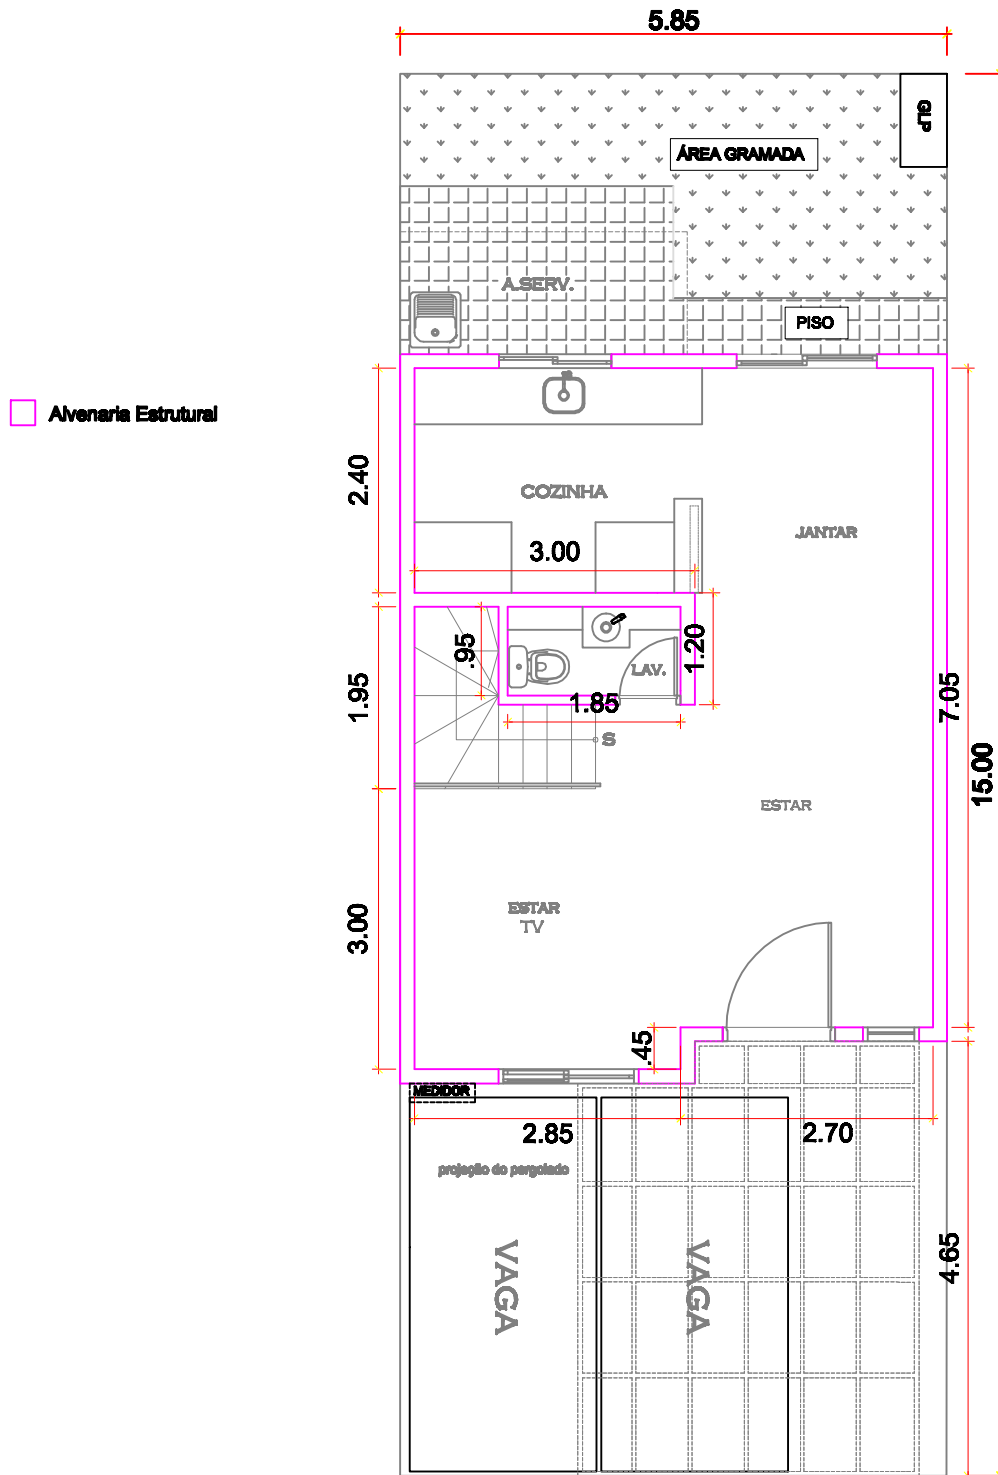 5.85
GLP
ÁREA GRAMADA
A.SERV.
PISO
Alvenaria Estrutural
2.40
COZINHA
JANTAR
3.00
.95
LAV.
1.20
1.85
1.95
S
7.05
15.00
ESTAR
ESTAR
TV
3.00
.45
MEDIDOR
2.85
2.70
projeção do pergolado
VAGA
VAGA
4.65